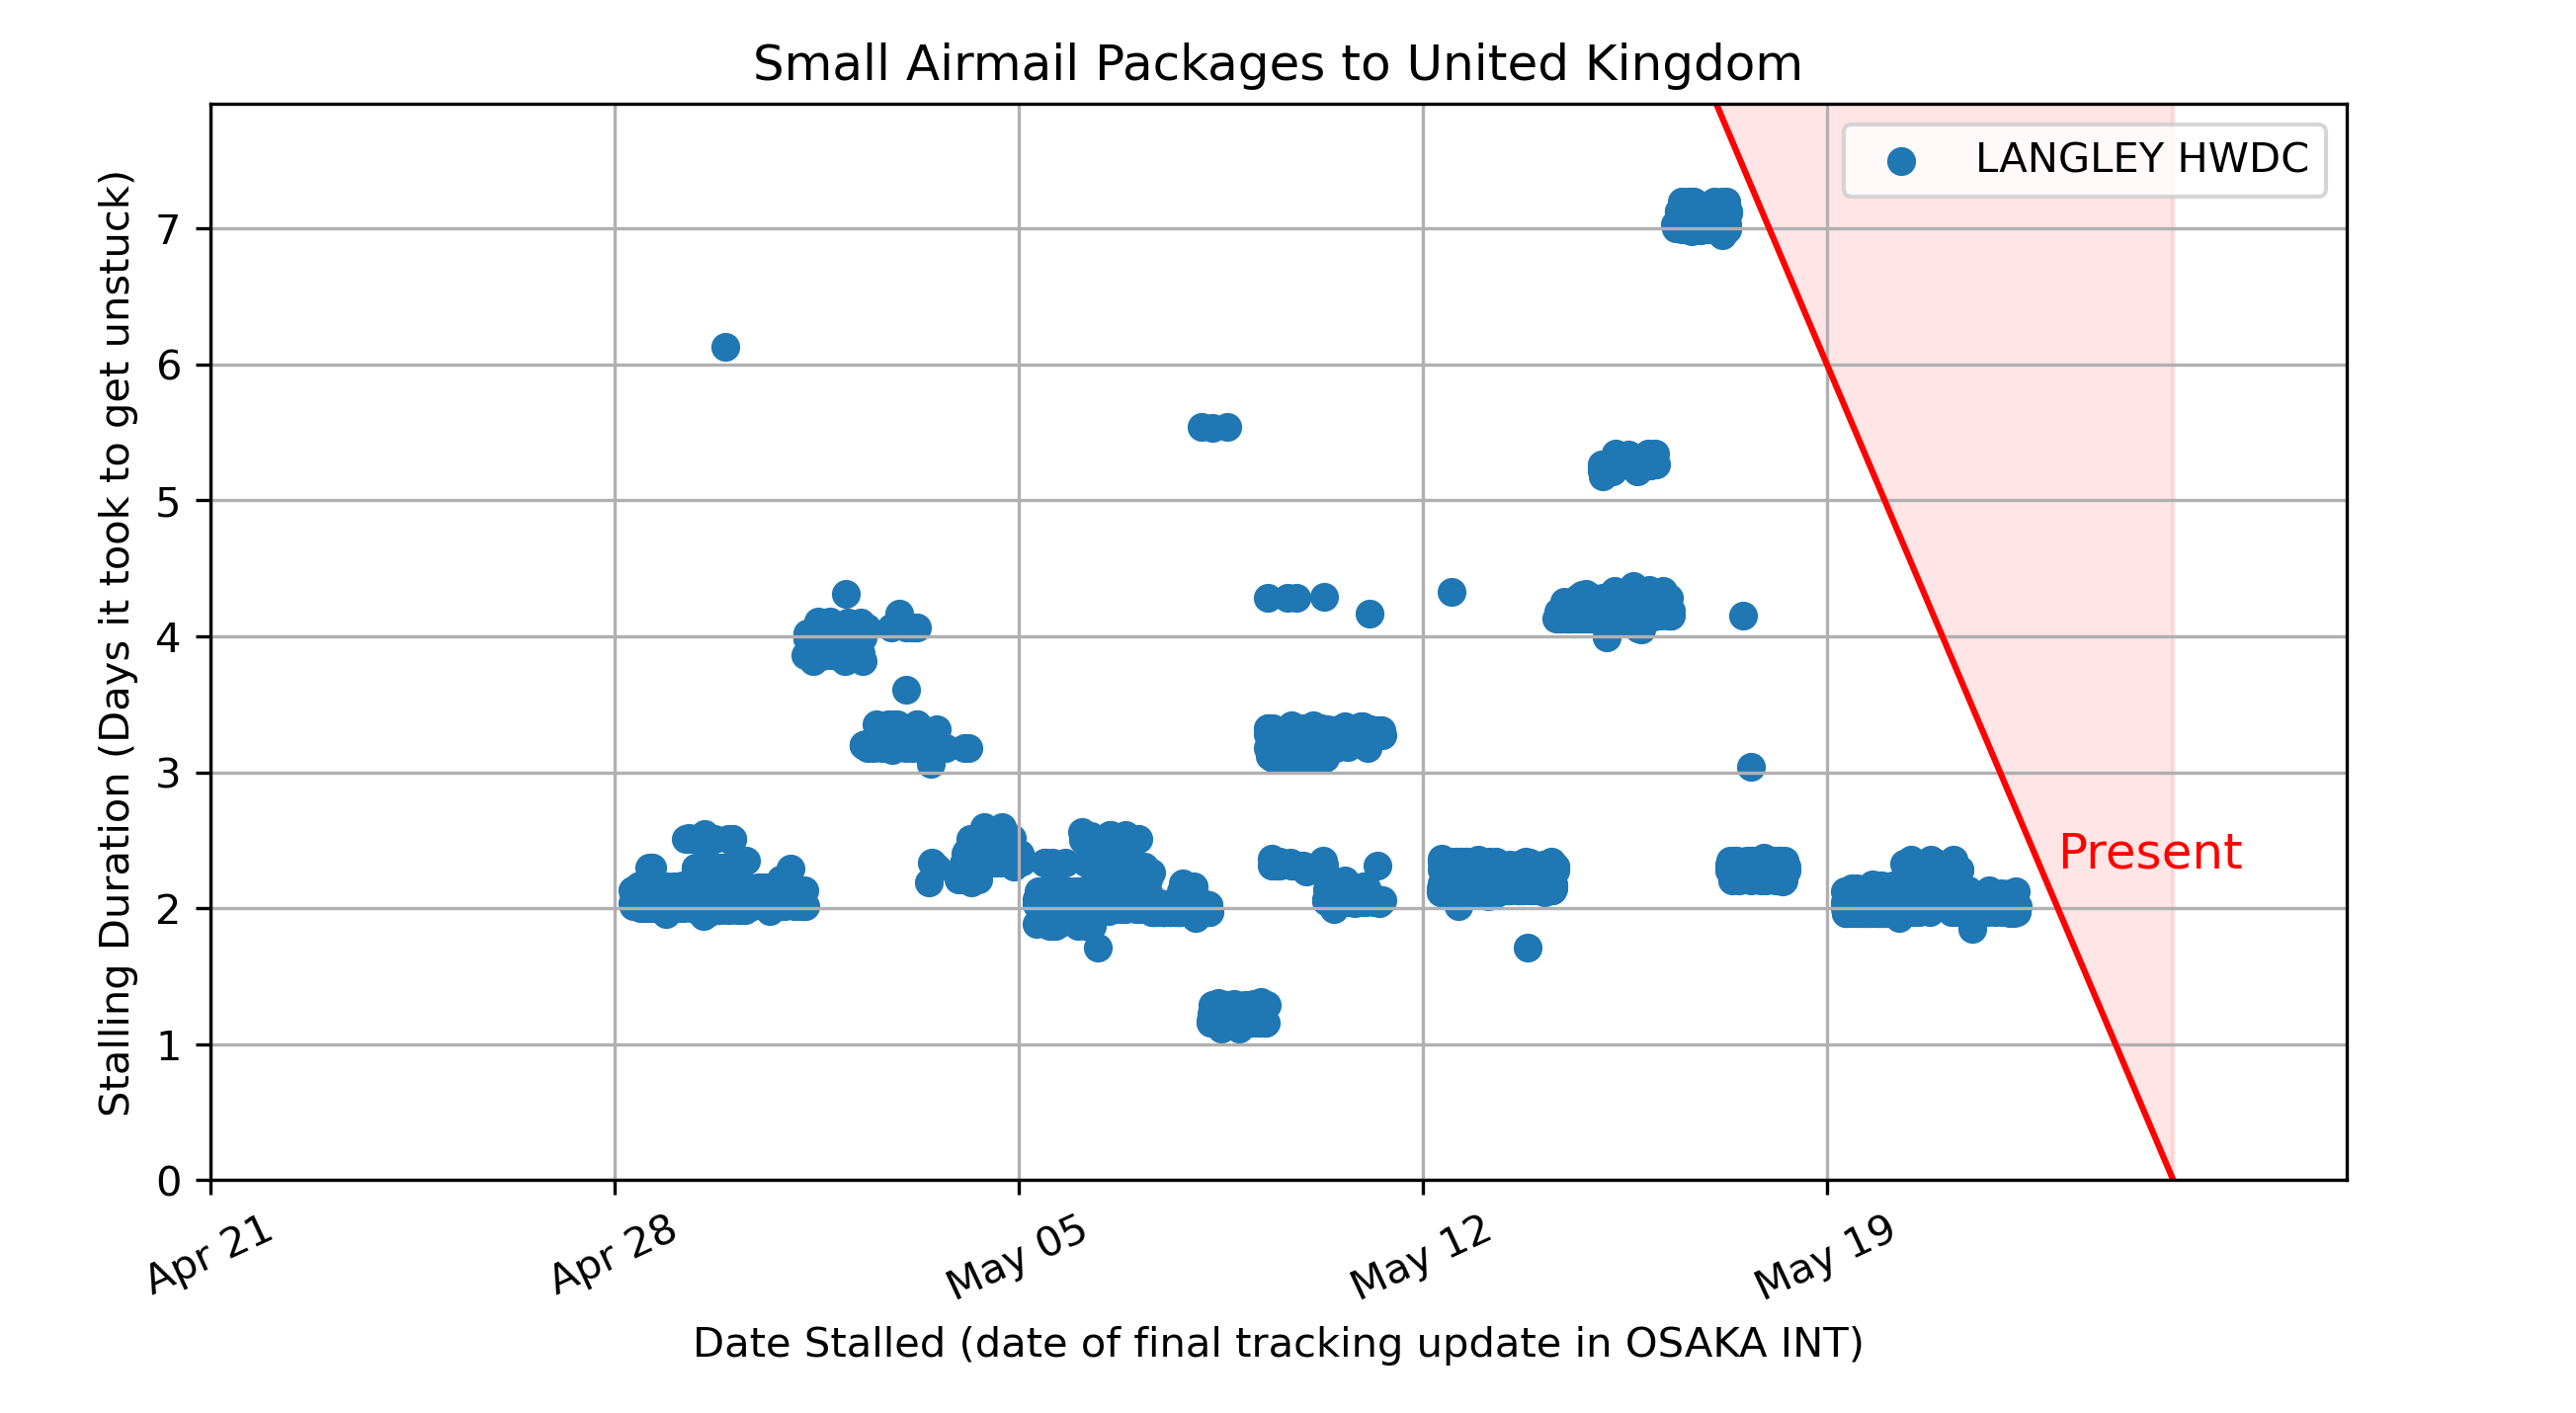 Small Airmail Packages to United Kingdom
LANGLEY HWDC
Stalling Duration (Days it took to get unstuck)
7
6
5
4
3
2
1
0
Present
Apr 21
Apr 28
May 05
May 12
May 19
Date Stalled (date of final tracking update in OSAKA INT)